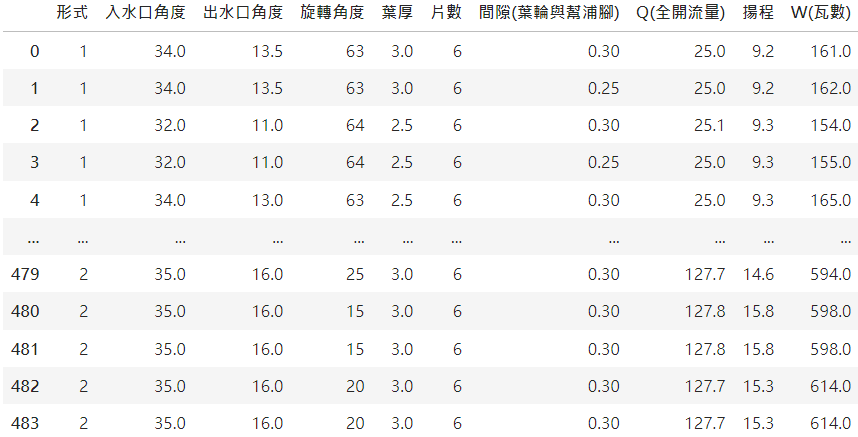 形式 入水口角度 出水口角度 旋轉角度 葉厚 片數 間隙(葉輪與幫浦腳) Q(全開流量) 揚程 W(瓦數)
0 1 34.0 13.5 63 3.0 6 0.30 25.0 9.2 161.0
1 1 34.0 13.5 63 3.0 6 0.25 25.0 9.2 162.0
2 1 32.0 11.0 64 2.5 6 0.30 25.1 9.3 154.0
3 1 32.0 11.0 64 2.5 6 0.25 25.0 9.3 155.0
4 1 34.0 13.0 63 2.5 6 0.30 25.0 9.3 165.0
... ... ... ... ... ... ... ... ... ... ...
479 2 35.0 16.0 25 3.0 6 0.30 127.7 14.6 594.0
480 2 35.0 16.0 15 3.0 6 0.30 127.8 15.8 598.0
481 2 35.0 16.0 15 3.0 6 0.30 127.8 15.8 598.0
482 2 35.0 16.0 20 3.0 6 0.30 127.7 15.3 614.0
483 2 35.0 16.0 20 3.0 6 0.30 127.7 15.3 614.0